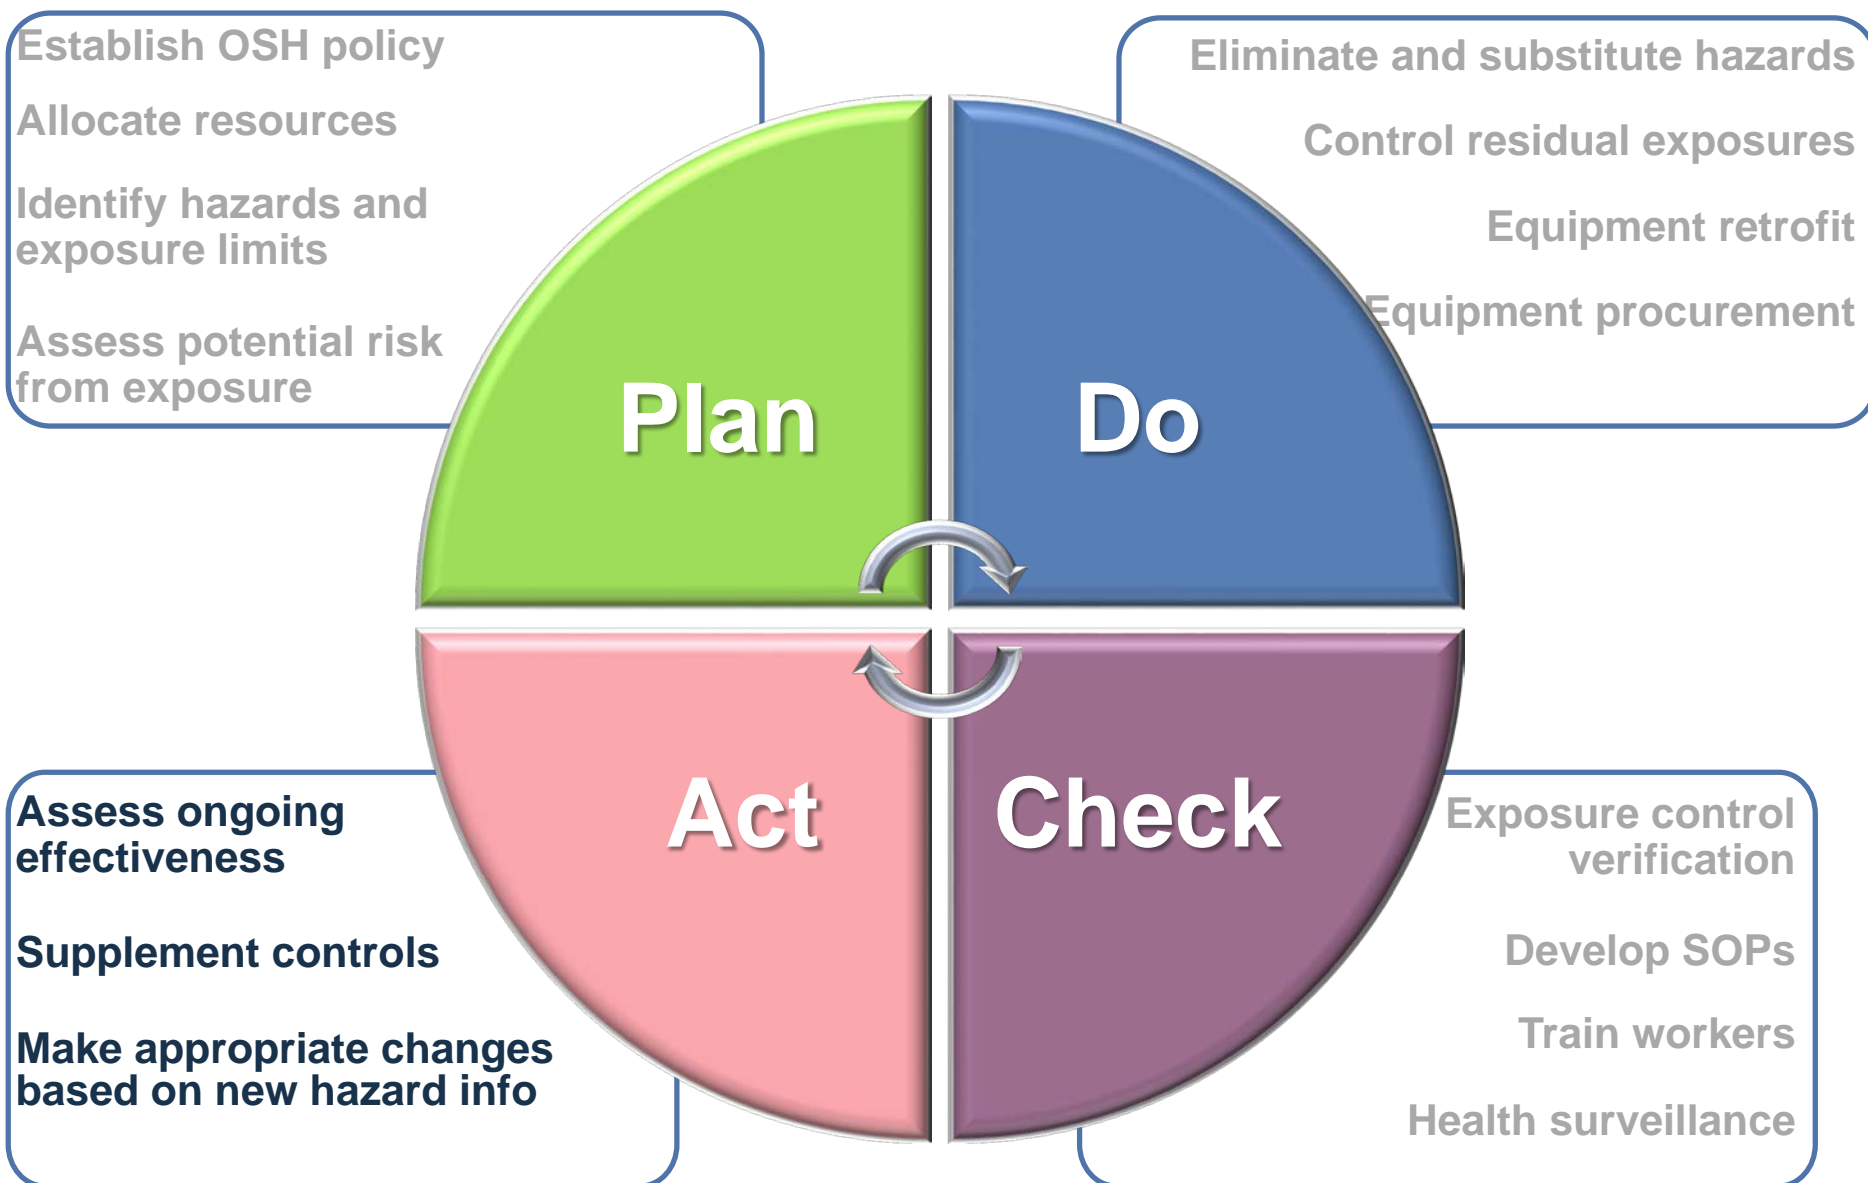 Establish OSH policy
Allocate resources
Identify hazards and
exposure limits
Assess potential risk
from exposure
Plan
Eliminate and substitute hazards
Control residual exposures
Equipment retrofit
Equipment procurement
Do
Assess ongoing
effectiveness
Supplement controls
Make appropriate changes
based on new hazard info
Act
Check
Exposure control
verification
Develop SOPs
Train workers
Health surveillance